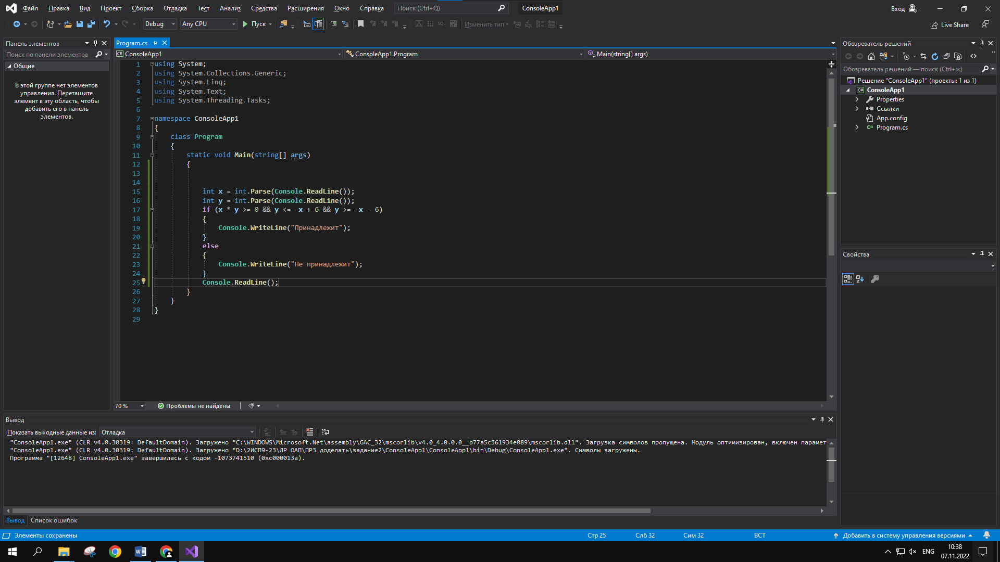 Файл Правка Вид Проект Сборка Отладка Тест Анализ Средства Расширения Окно Справка Поиск (Ctrl+Q) ConsoleApp1 Вход
Debug Any CPU Пуск SQL Изменить тип SQL Live Share
Панель элементов
Поиск по панели элементов
Общие
В этой группе нет элементов
управления. Перетащите
элемент в эту область, чтобы
добавить его в панель
элементов.
Program.cs
ConsoleApp1 ConsoleApp1.Program Main(string[] args)
1 using System;
2 using System.Collections.Generic;
3 using System.Linq;
4 using System.Text;
5 using System.Threading.Tasks;
6
7 namespace ConsoleApp1
8 {
9 class Program
10 {
11 static void Main(string[] args)
12 {
13
14
15 int x = int.Parse(Console.ReadLine());
16 int y = int.Parse(Console.ReadLine());
17 if (x * y >= 0 && y <= -x + 6 && y >= -x - 6)
18 {
19 Console.WriteLine("Принадлежит");
20 }
21 else
22 {
23 Console.WriteLine("Не принадлежит");
24 }
25 Console.ReadLine();
26 }
27 }
28 }
29
70 % Проблемы не найдены.
Обозреватель решений
Обозреватель решений — поиск (Ctrl+ж)
Решение "ConsoleApp1" (проекты: 1 из 1)
ConsoleApp1
Properties
Ссылки
App.config
Program.cs
Свойства
Вывод
Показать выходные данные из: Отладка
"ConsoleApp1.exe" (CLR v4.0.30319: DefaultDomain). Загружено "C:\WINDOWS\Microsoft.Net\assembly\GAC_32\mscorlib\v4.0_4.0.0.0__b77a5c561934e089\mscorlib.dll". Загрузка символов пропущена. Модуль оптимизирован, включен парамет
"ConsoleApp1.exe" (CLR v4.0.30319: DefaultDomain). Загружено "D:\2ИСП9-23\ЛР ОАП\ПР3 доделать\задание2\ConsoleApp1\ConsoleApp1\bin\Debug\ConsoleApp1.exe". Символы загружены.
Программа "[12648] ConsoleApp1.exe" завершилась с кодом -1073741510 (0xc000013a).
Вывод Список ошибок
Элементы сохранены Стр 25 Слб 32 Сим 32 ВСТ Добавить в систему управления версиями
ENG 10:38
07.11.2022